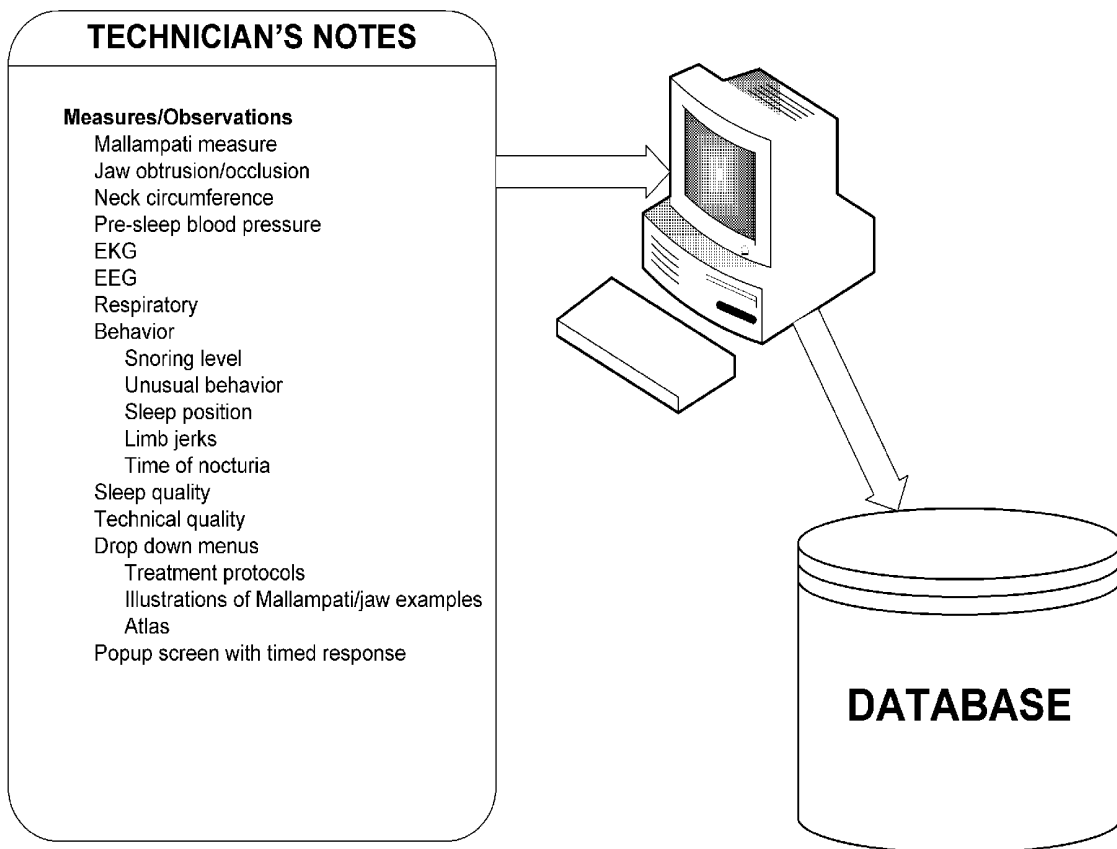 TECHNICIAN'S NOTES
Measures/Observations
Mallampati measure
Jaw obtrusion/occlusion
Neck circumference
Pre-sleep blood pressure
EKG
EEG
Respiratory
Behavior
Snoring level
Unusual behavior
Sleep position
Limb jerks
Time of nocturia
Sleep quality
Technical quality
Drop down menus
Treatment protocols
Illustrations of Mallampati/jaw examples
Atlas
Popup screen with timed response
DATABASE